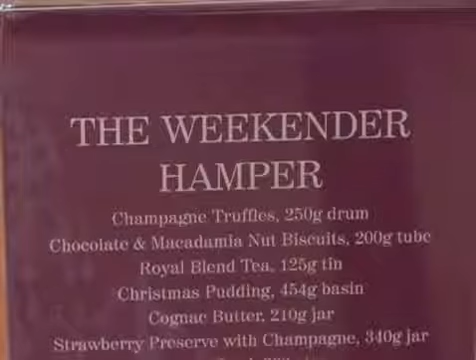 THE WEEKENDER
HAMPER
Champagne Truffles, 250g drum
Chocolate & Macadamia Nut Biscuits, 200g tube
Royal Blend Tea, 125g tin
Christmas Pudding, 454g basin
Cognac Butter, 210g jar
Strawberry Preserve with Champagne, 340g jar